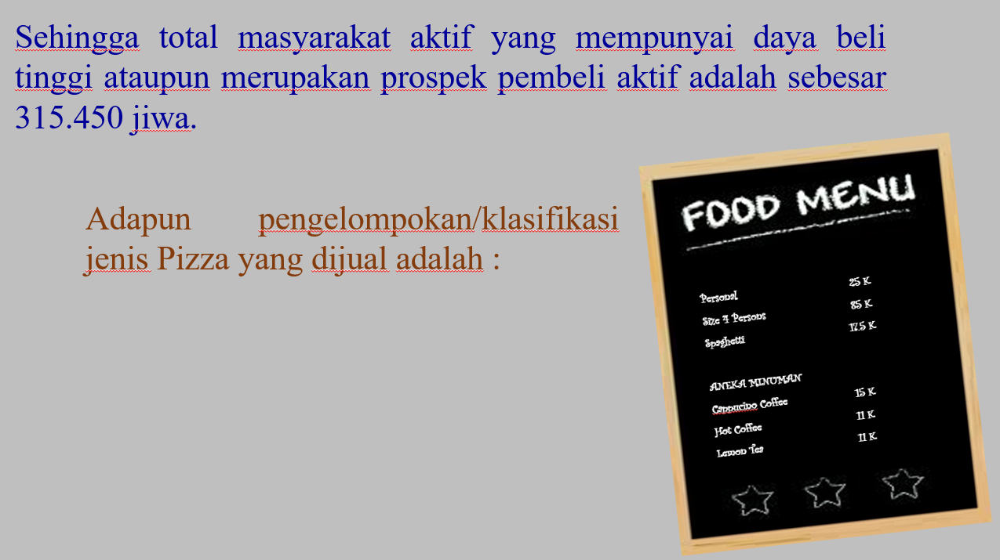 Sehingga total masyarakat aktif yang mempunyai daya beli
tinggi ataupun merupakan prospek pembeli aktif adalah sebesar
315.450 jiwa.
Adapun pengelompokan/klasifikasi
jenis Pizza yang dijual adalah :
FOOD MENU
Personal 25 K
Size 4 Persons 85 K
Spaghetti 17.5 K
ANEKA MINUMAN
Cappucino Coffee 15 K
Hot Coffee 11 K
Lemon Tea 11 K